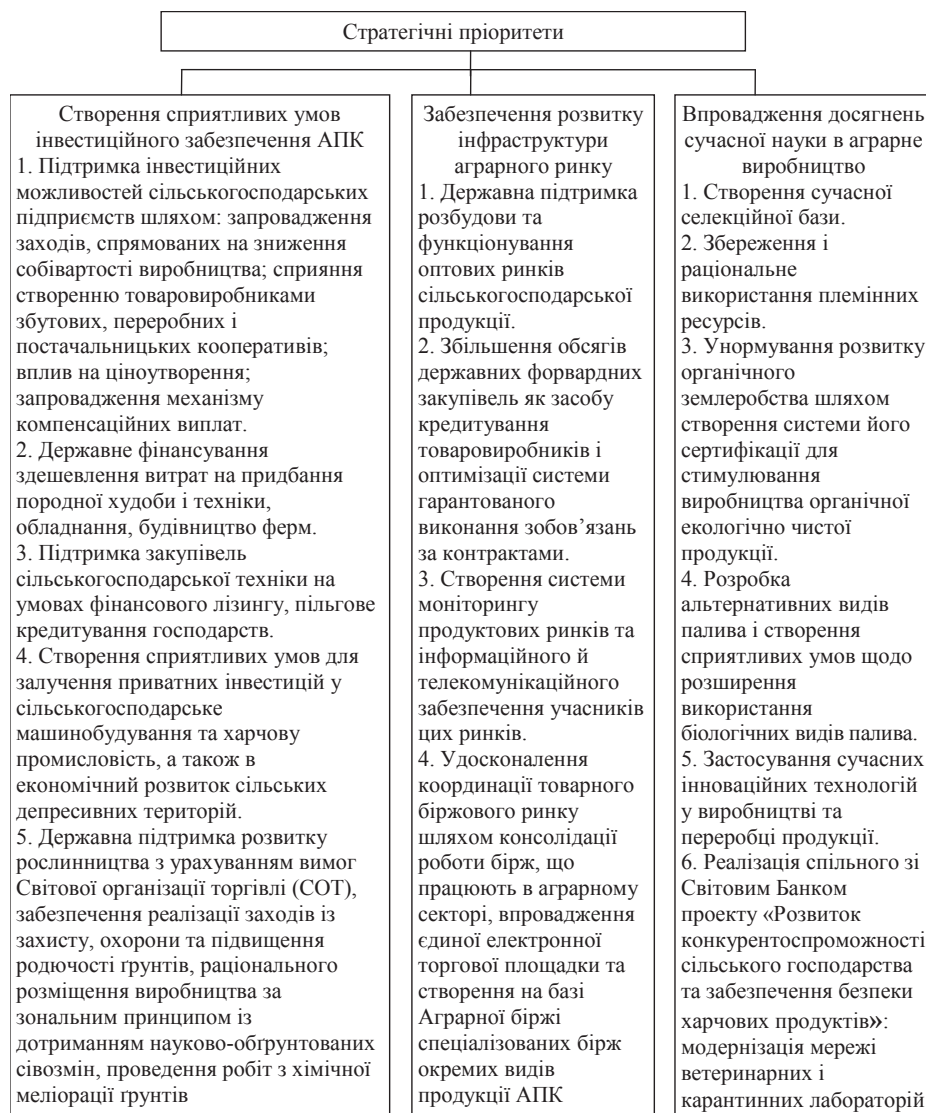 Стратегічні пріоритети
Створення сприятливих умов
інвестиційного забезпечення АПК
1. Підтримка інвестиційних
можливостей сільськогосподарських
підприємств шляхом: запровадження
заходів, спрямованих на зниження
собівартості виробництва; сприяння
створенню товаровиробниками
збутових, переробних і
постачальницьких кооперативів;
вплив на ціноутворення;
запровадження механізму
компенсаційних виплат.
2. Державне фінансування
здешевлення витрат на придбання
породної худоби і техніки,
обладнання, будівництво ферм.
3. Підтримка закупівель
сільськогосподарської техніки на
умовах фінансового лізингу, пільгове
кредитування господарств.
4. Створення сприятливих умов для
залучення приватних інвестицій у
сільськогосподарське
машинобудування та харчову
промисловість, а також в
економічний розвиток сільських
депресивних територій.
5. Державна підтримка розвитку
рослинництва з урахуванням вимог
Світової організації торгівлі (СОТ),
забезпечення реалізації заходів із
захисту, охорони та підвищення
родючості ґрунтів, раціонального
розміщення виробництва за
зональним принципом із
дотриманням науково-обґрунтованих
сівозмін, проведення робіт з хімічної
меліорації ґрунтів
Забезпечення розвитку
інфраструктури
аграрного ринку
1. Державна підтримка
розбудови та
функціонування
оптових ринків
сільськогосподарської
продукції.
2. Збільшення обсягів
державних форвардних
закупівель як засобу
кредитування
товаровиробників і
оптимізації системи
гарантованого
виконання зобов’язань
за контрактами.
3. Створення системи
моніторингу
продуктових ринків та
інформаційного й
телекомунікаційного
забезпечення учасників
цих ринків.
4. Удосконалення
координації товарного
біржового ринку
шляхом консолідації
роботи бірж, що
працюють в аграрному
секторі, впровадження
єдиної електронної
торгової площадки та
створення на базі
Аграрної біржі
спеціалізованих бірж
окремих видів
продукції АПК
Впровадження досягнень
сучасної науки в аграрне
виробництво
1. Створення сучасної
селекційної бази.
2. Збереження і
раціональне
використання племінних
ресурсів.
3. Унормування розвитку
органічного
землеробства шляхом
створення системи його
сертифікації для
стимулювання
виробництва органічної
екологічно чистої
продукції.
4. Розробка
альтернативних видів
палива і створення
сприятливих умов щодо
розширення
використання
біологічних видів палива.
5. Застосування сучасних
інноваційних технологій
у виробництві та
переробці продукції.
6. Реалізація спільного зі
Світовим Банком
проекту «Розвиток
конкурентоспроможності
сільського господарства
та забезпечення безпеки
харчових продуктів»:
модернізація мережі
ветеринарних і
карантинних лабораторій